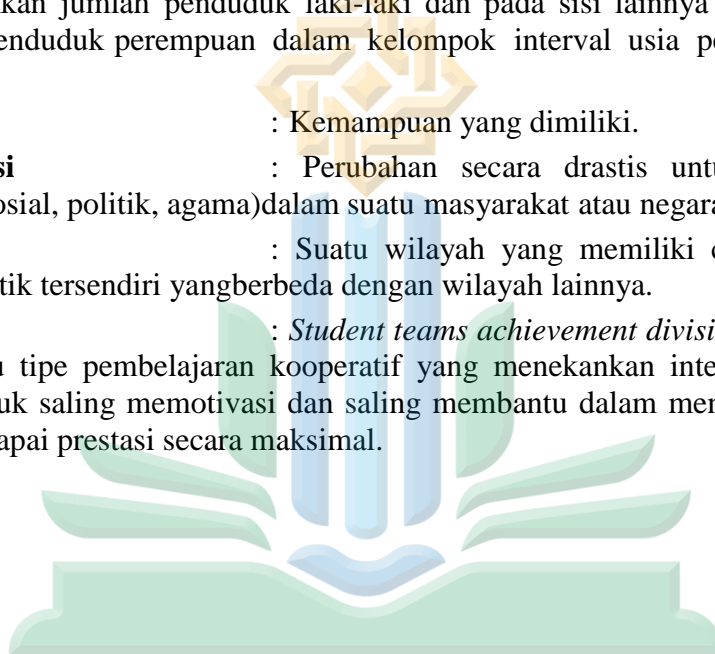 kan jumlah penduduk laki-laki dan pada sisi lainnya
enduduk perempuan dalam kelompok interval usia pe
: Kemampuan yang dimiliki.
si : Perubahan secara drastis untu
osial, politik, agama)dalam suatu masyarakat atau negara
: Suatu wilayah yang memiliki
tik tersendiri yangberbeda dengan wilayah lainnya.
: Student teams achievement divisi
tipe pembelajaran kooperatif yang menekankan inte
uk saling memotivasi dan saling membantu dalam men
apai prestasi secara maksimal.